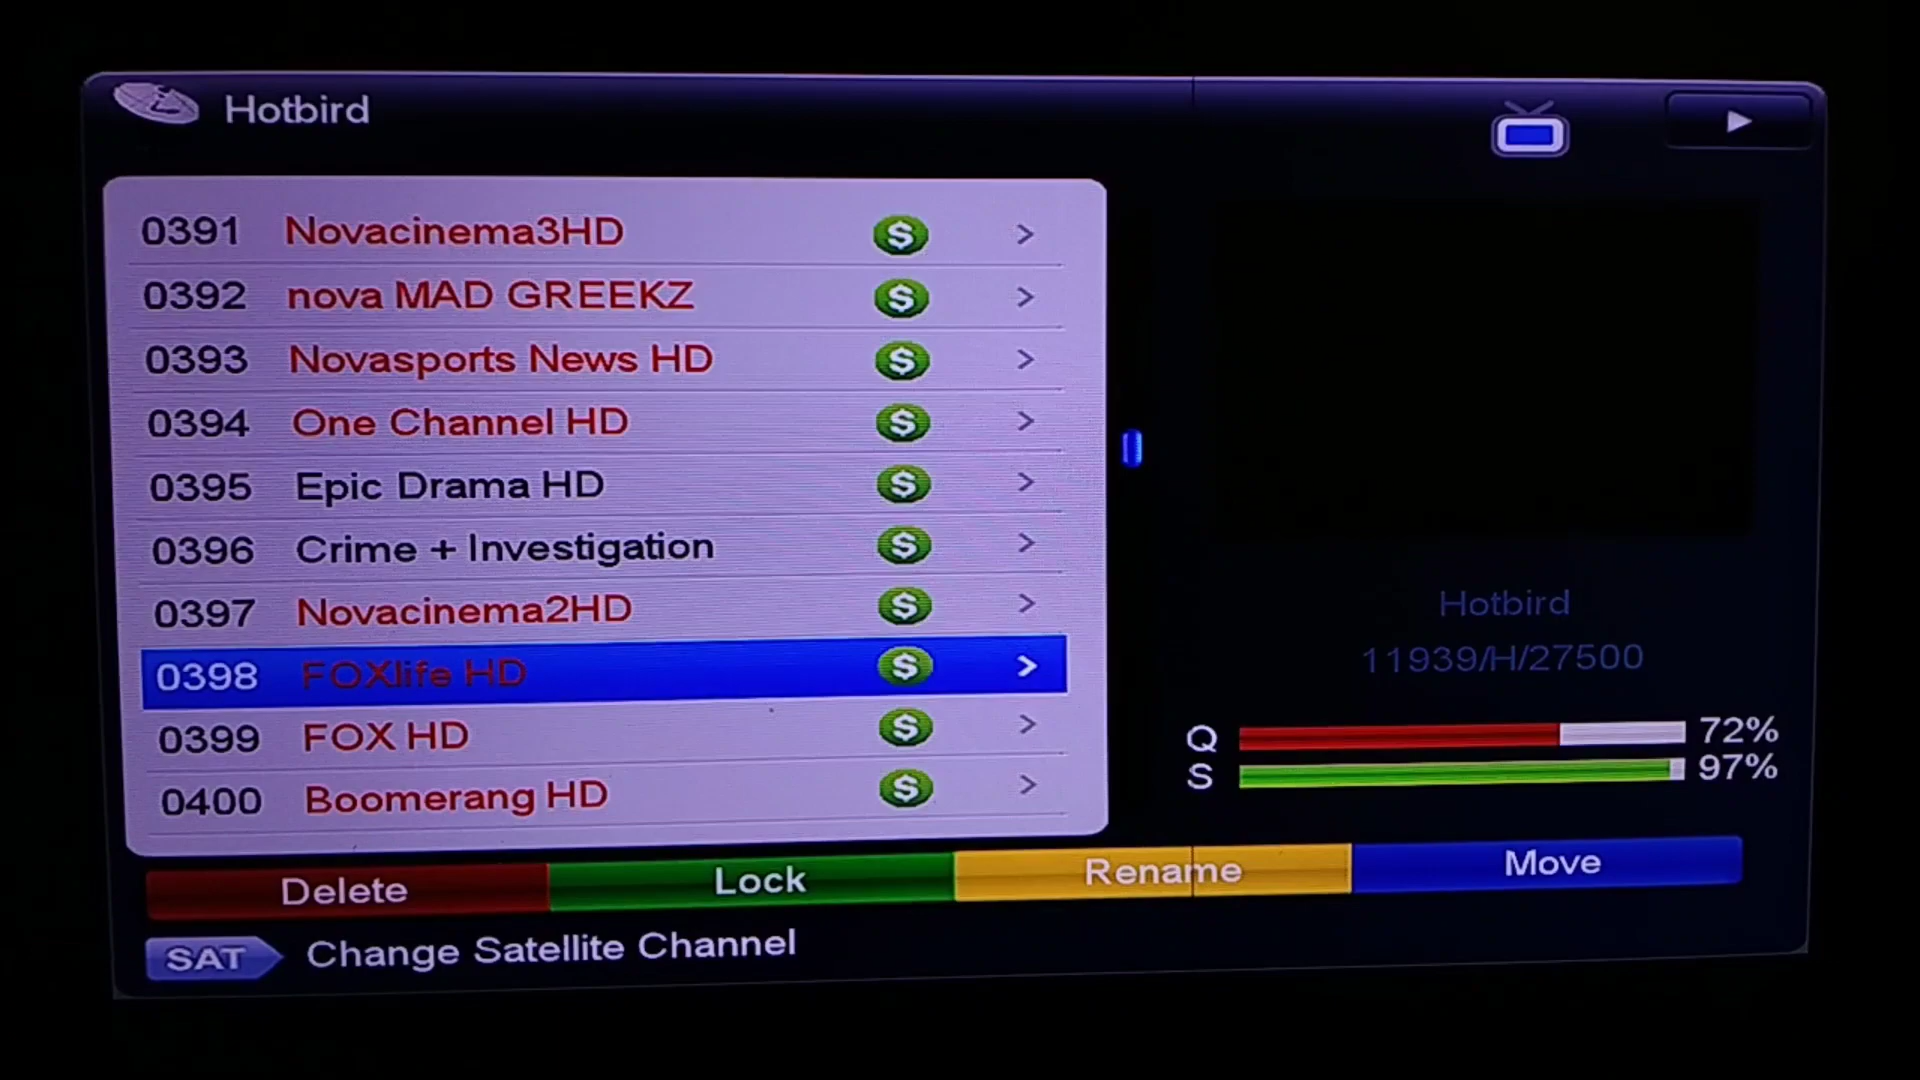 Hotbird
0391 Novacinema3HD $ >
0392 nova MAD GREEKZ $ >
0393 Novasports News HD $ >
0394 One Channel HD $ >
0395 Epic Drama HD $ >
0396 Crime + Investigation $ >
0397 Novacinema2HD $ >
0398 FOXlife HD $ >
0399 FOX HD $ >
0400 Boomerang HD $ >
Hotbird
11939/H/27500
Q 72%
S 97%
Delete Lock Rename Move
SAT Change Satellite Channel